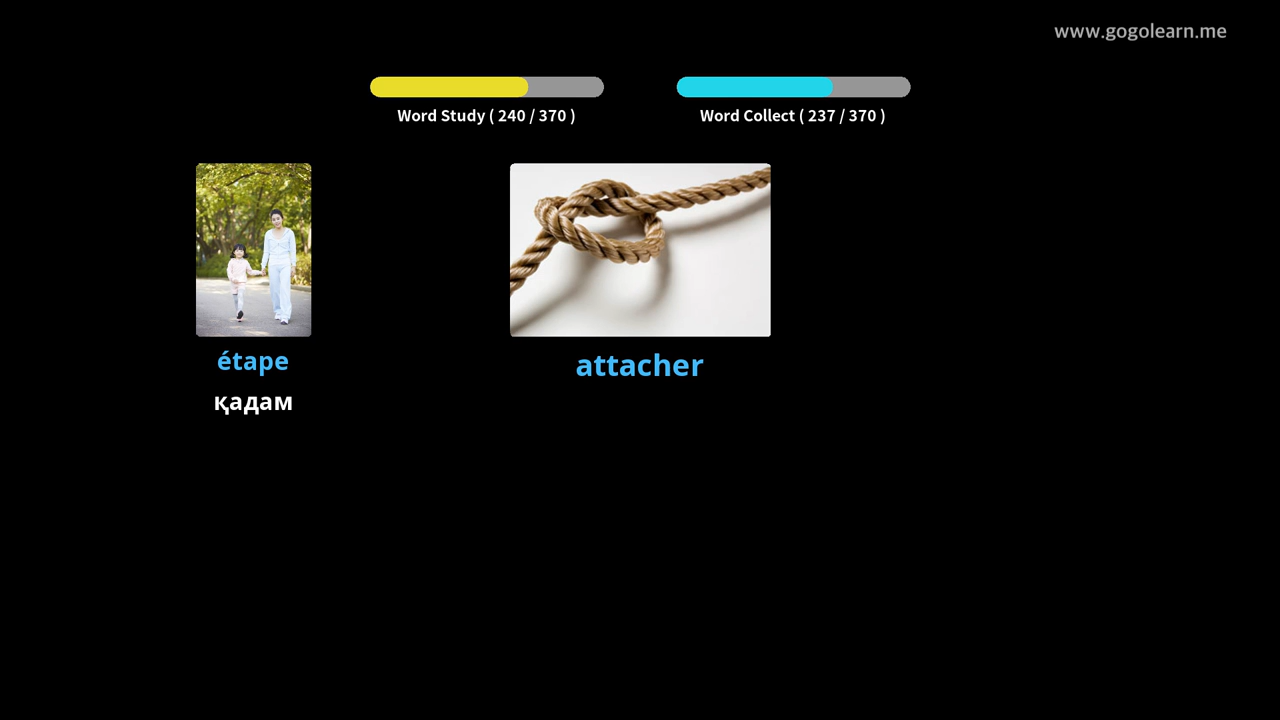 www.gogolearn.me
Word Study ( 240 / 370 )
Word Collect ( 237 / 370 )
étape
attacher
қадам